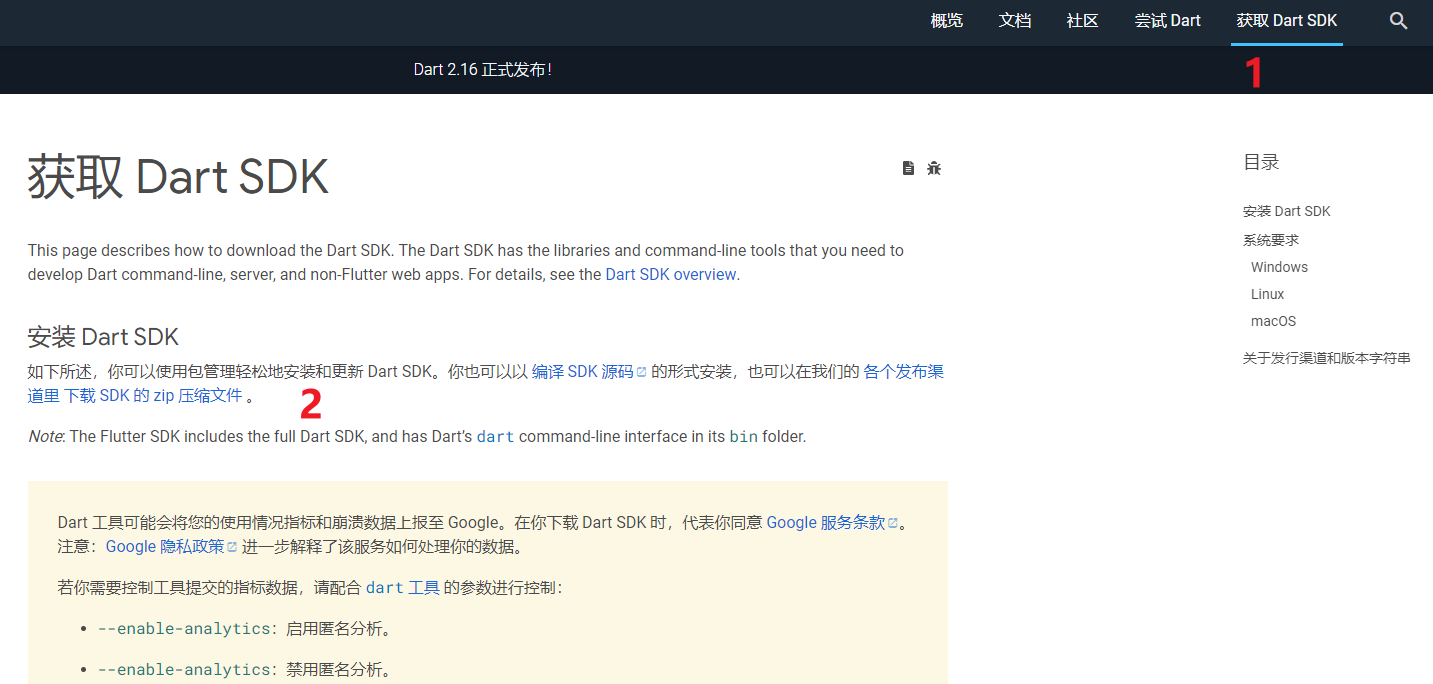 概览 文档 社区 尝试 Dart 获取 Dart SDK
Dart 2.16 正式发布！
1
获取 Dart SDK
This page describes how to download the Dart SDK. The Dart SDK has the libraries and command-line tools that you need to
develop Dart command-line, server, and non-Flutter web apps. For details, see the Dart SDK overview.
安装 Dart SDK
如下所述，你可以使用包管理轻松地安装和更新 Dart SDK。你也可以以 编译 SDK 源码 的形式安装，也可以在我们的 各个发布渠
道里 下载 SDK 的 zip 压缩文件 。
2
Note: The Flutter SDK includes the full Dart SDK, and has Dart’s dart command-line interface in its bin folder.
Dart 工具可能会将您的使用情况指标和崩溃数据上报至 Google。在你下载 Dart SDK 时，代表你同意 Google 服务条款。
注意：Google 隐私政策 进一步解释了该服务如何处理你的数据。
若你需要控制工具提交的指标数据，请配合 dart 工具 的参数进行控制：
• --enable-analytics：启用匿名分析。
• --enable-analytics：禁用匿名分析。
目录
安装 Dart SDK
系统要求
Windows
Linux
macOS
关于发行渠道和版本字符串